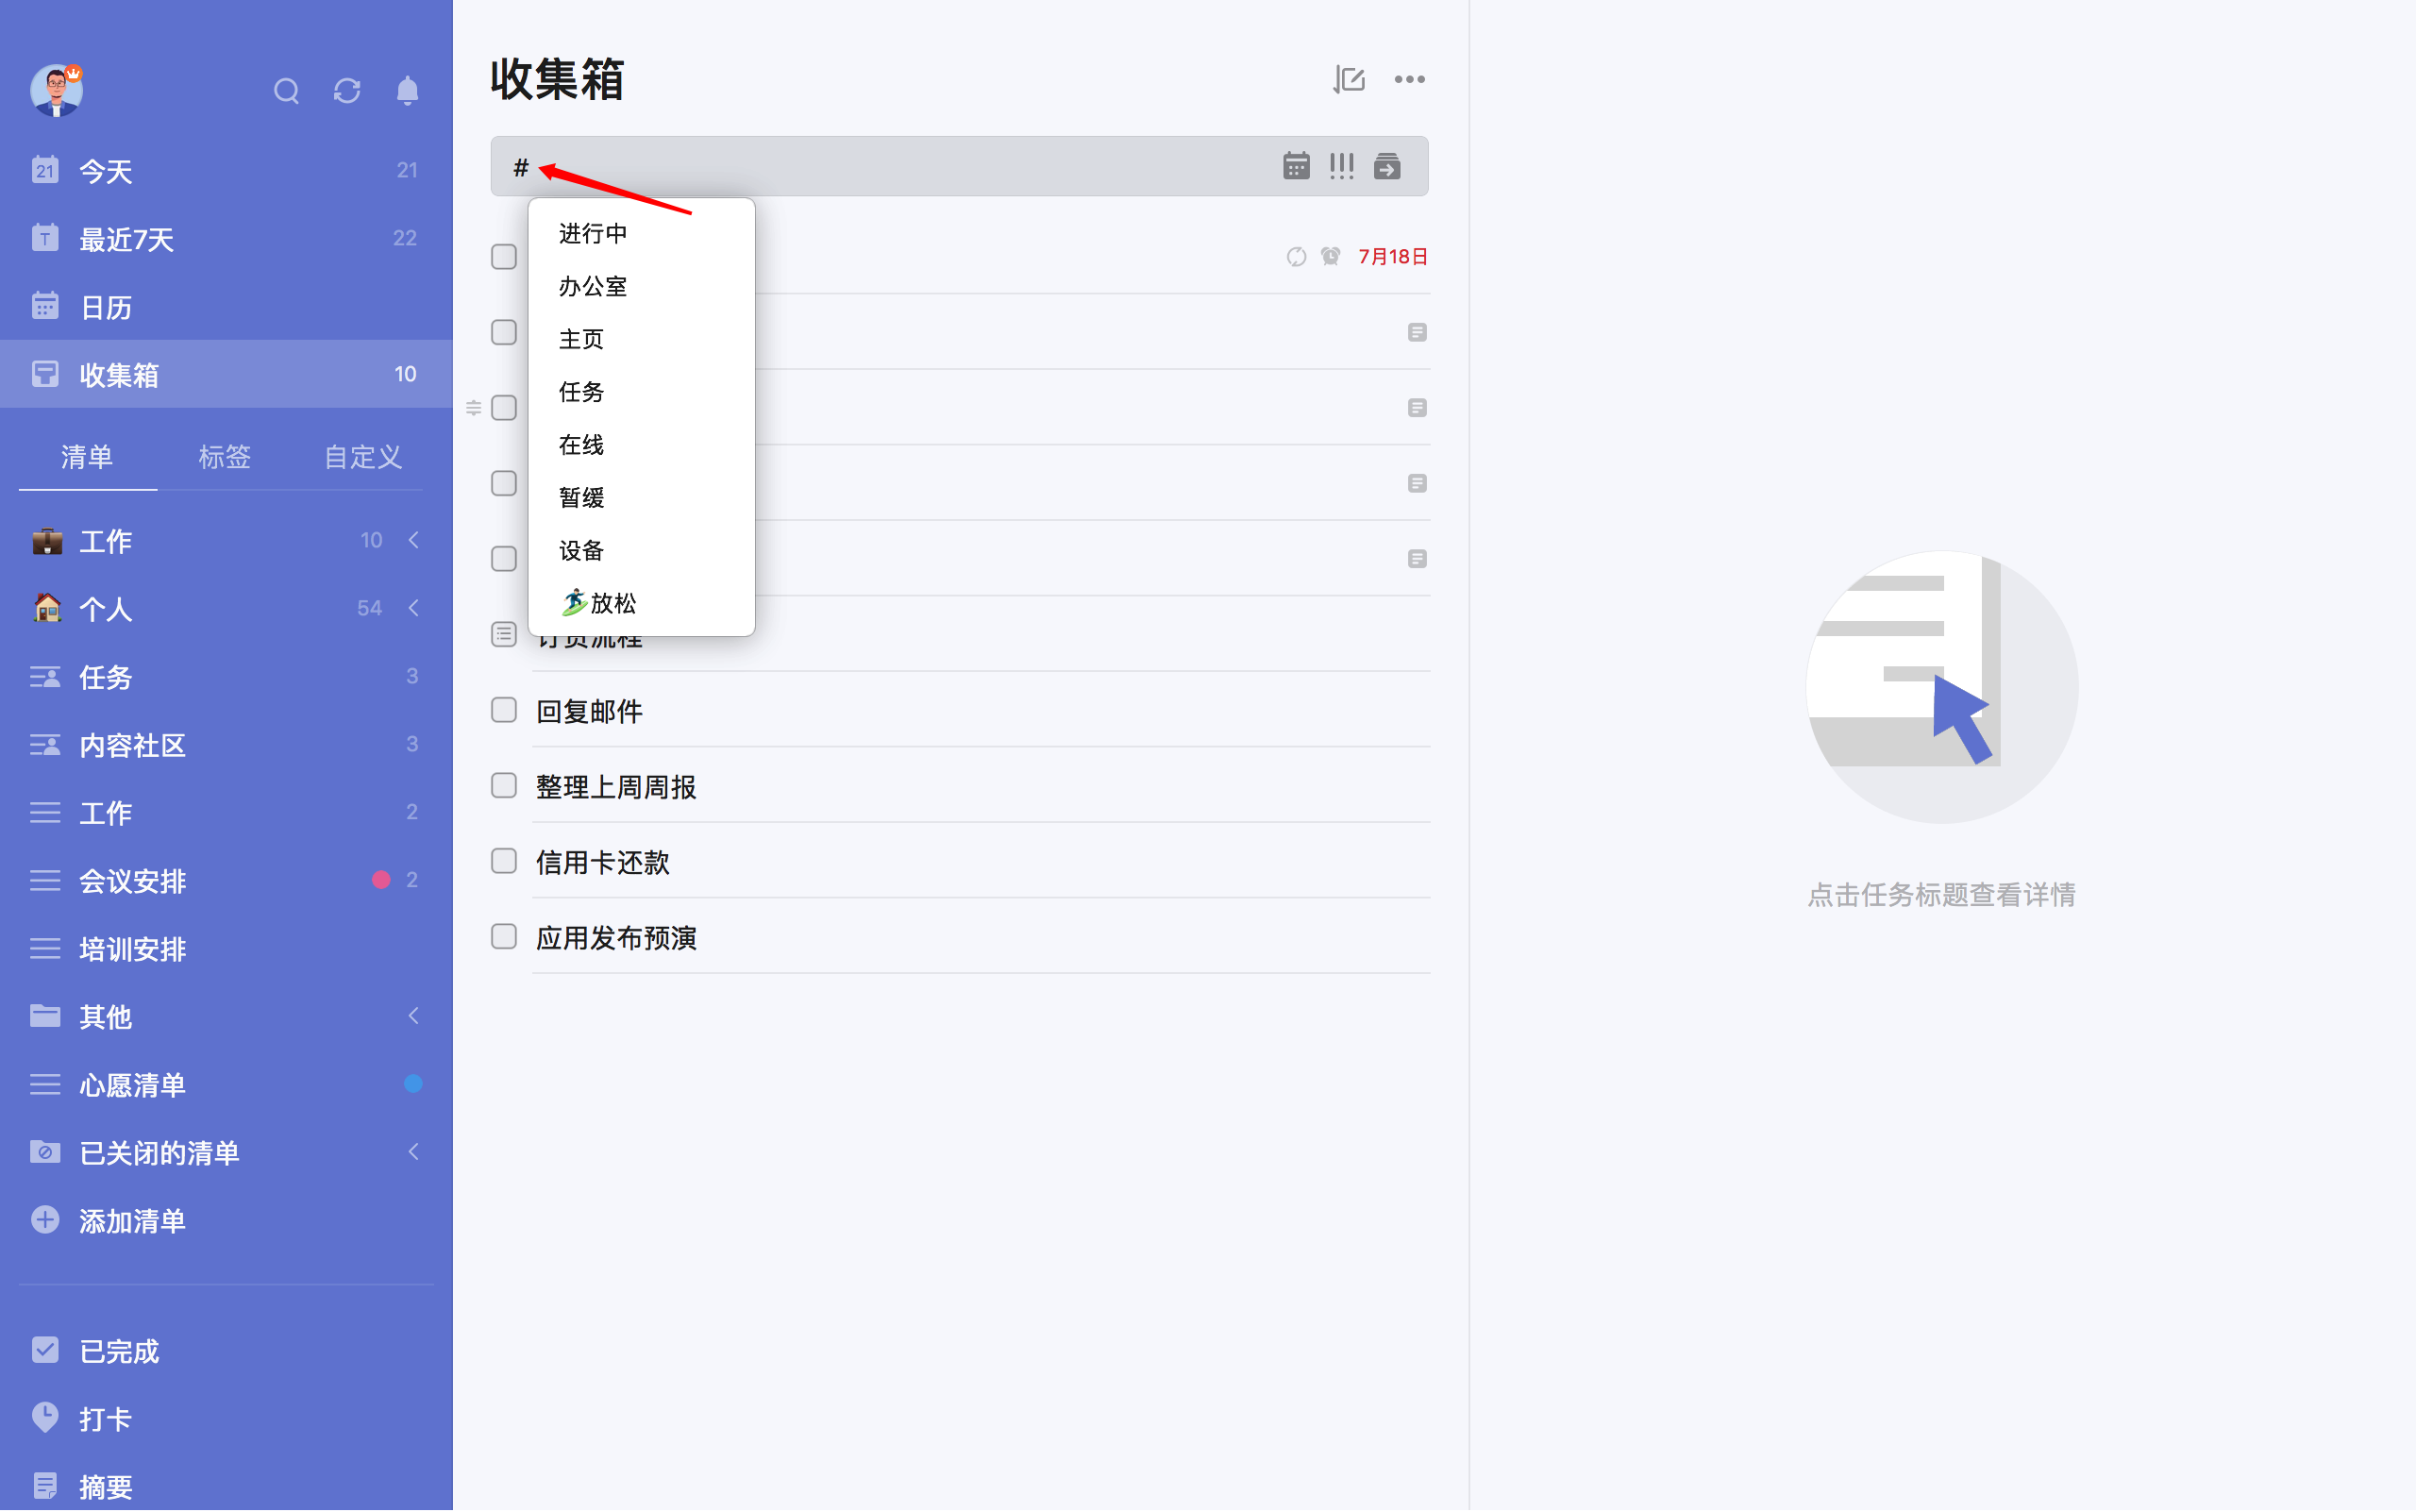 21
今天
21
T
最近7天
22
日历
收集箱
10
清单
标签
自定义
工作
10
个人
54
任务
3
内容社区
3
工作
2
会议安排
2
培训安排
其他
心愿清单
已关闭的清单
添加清单
已完成
打卡
摘要
收集箱
#
进行中
办公室
主页
任务
在线
暂缓
设备
放松
7月18日
订货流程
回复邮件
整理上周周报
信用卡还款
应用发布预演
点击任务标题查看详情